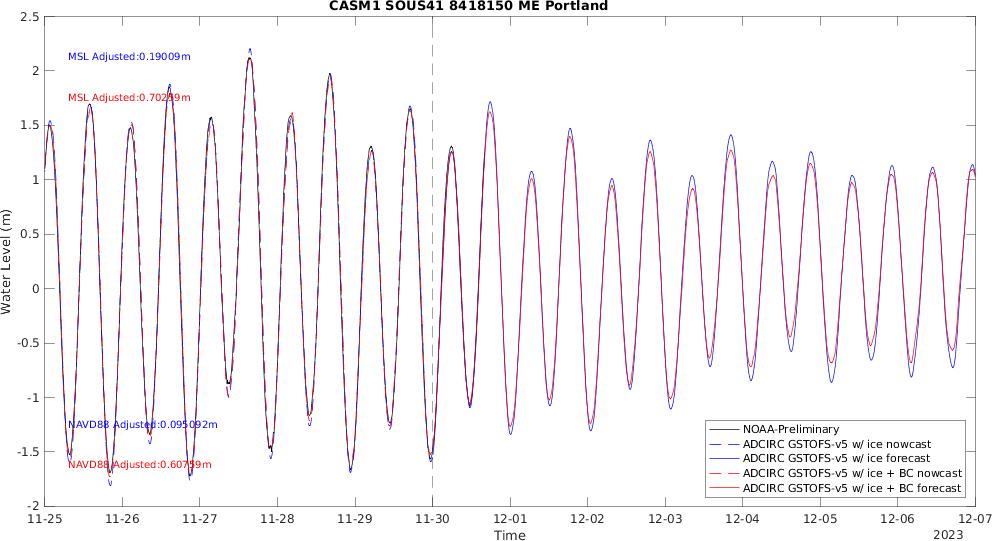 CASM1 SOUS41 8418150 ME Portland
2.5
2
1.5
1
0.5
0
-0.5
-1
-1.5
-2
Water Level (m)
MSL Adjusted:0.19009m
MSL Adjusted:0.70259m
NAVD88 Adjusted:0.095092m
NAVD88 Adjusted:0.60759m
NOAA-Preliminary
ADCIRC GSTOFS-v5 w/ ice nowcast
ADCIRC GSTOFS-v5 w/ ice forecast
ADCIRC GSTOFS-v5 w/ ice + BC nowcast
ADCIRC GSTOFS-v5 w/ ice + BC forecast
11-25 11-26 11-27 11-28 11-29 11-30 12-01 12-02 12-03 12-04 12-05 12-06 12-07
Time
2023